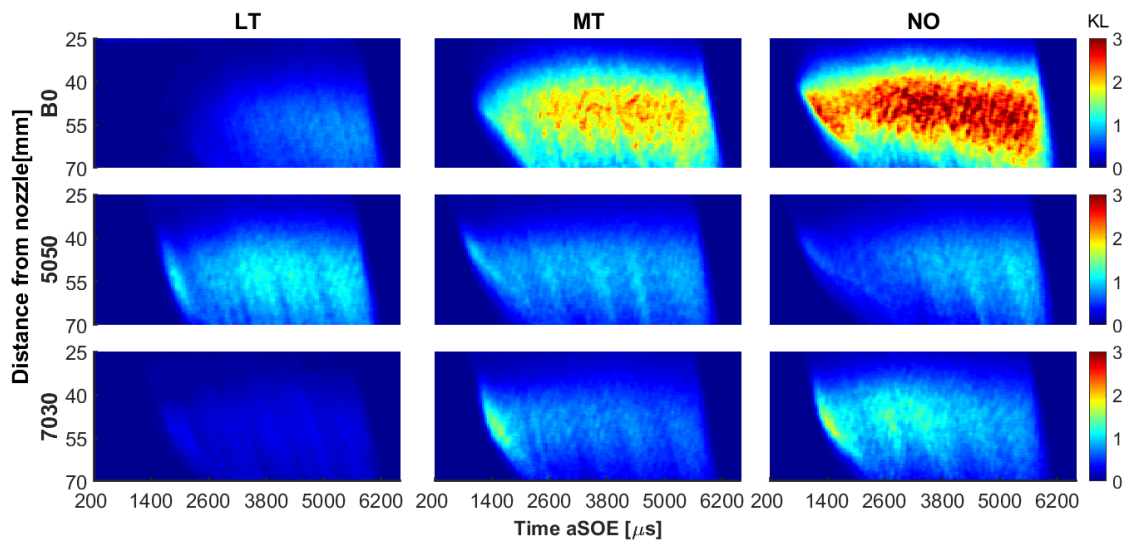 LT MT NO KL
25 40 55 70 B0 3 2 1 0
25 40 55 70 5050 3 2 1 0
25 40 55 70 7030 3 2 1 0
Distance from nozzle[mm]
200 1400 2600 3800 5000 6200 200 1400 2600 3800 5000 6200 200 1400 2600 3800 5000 6200
Time aSOE [μs]